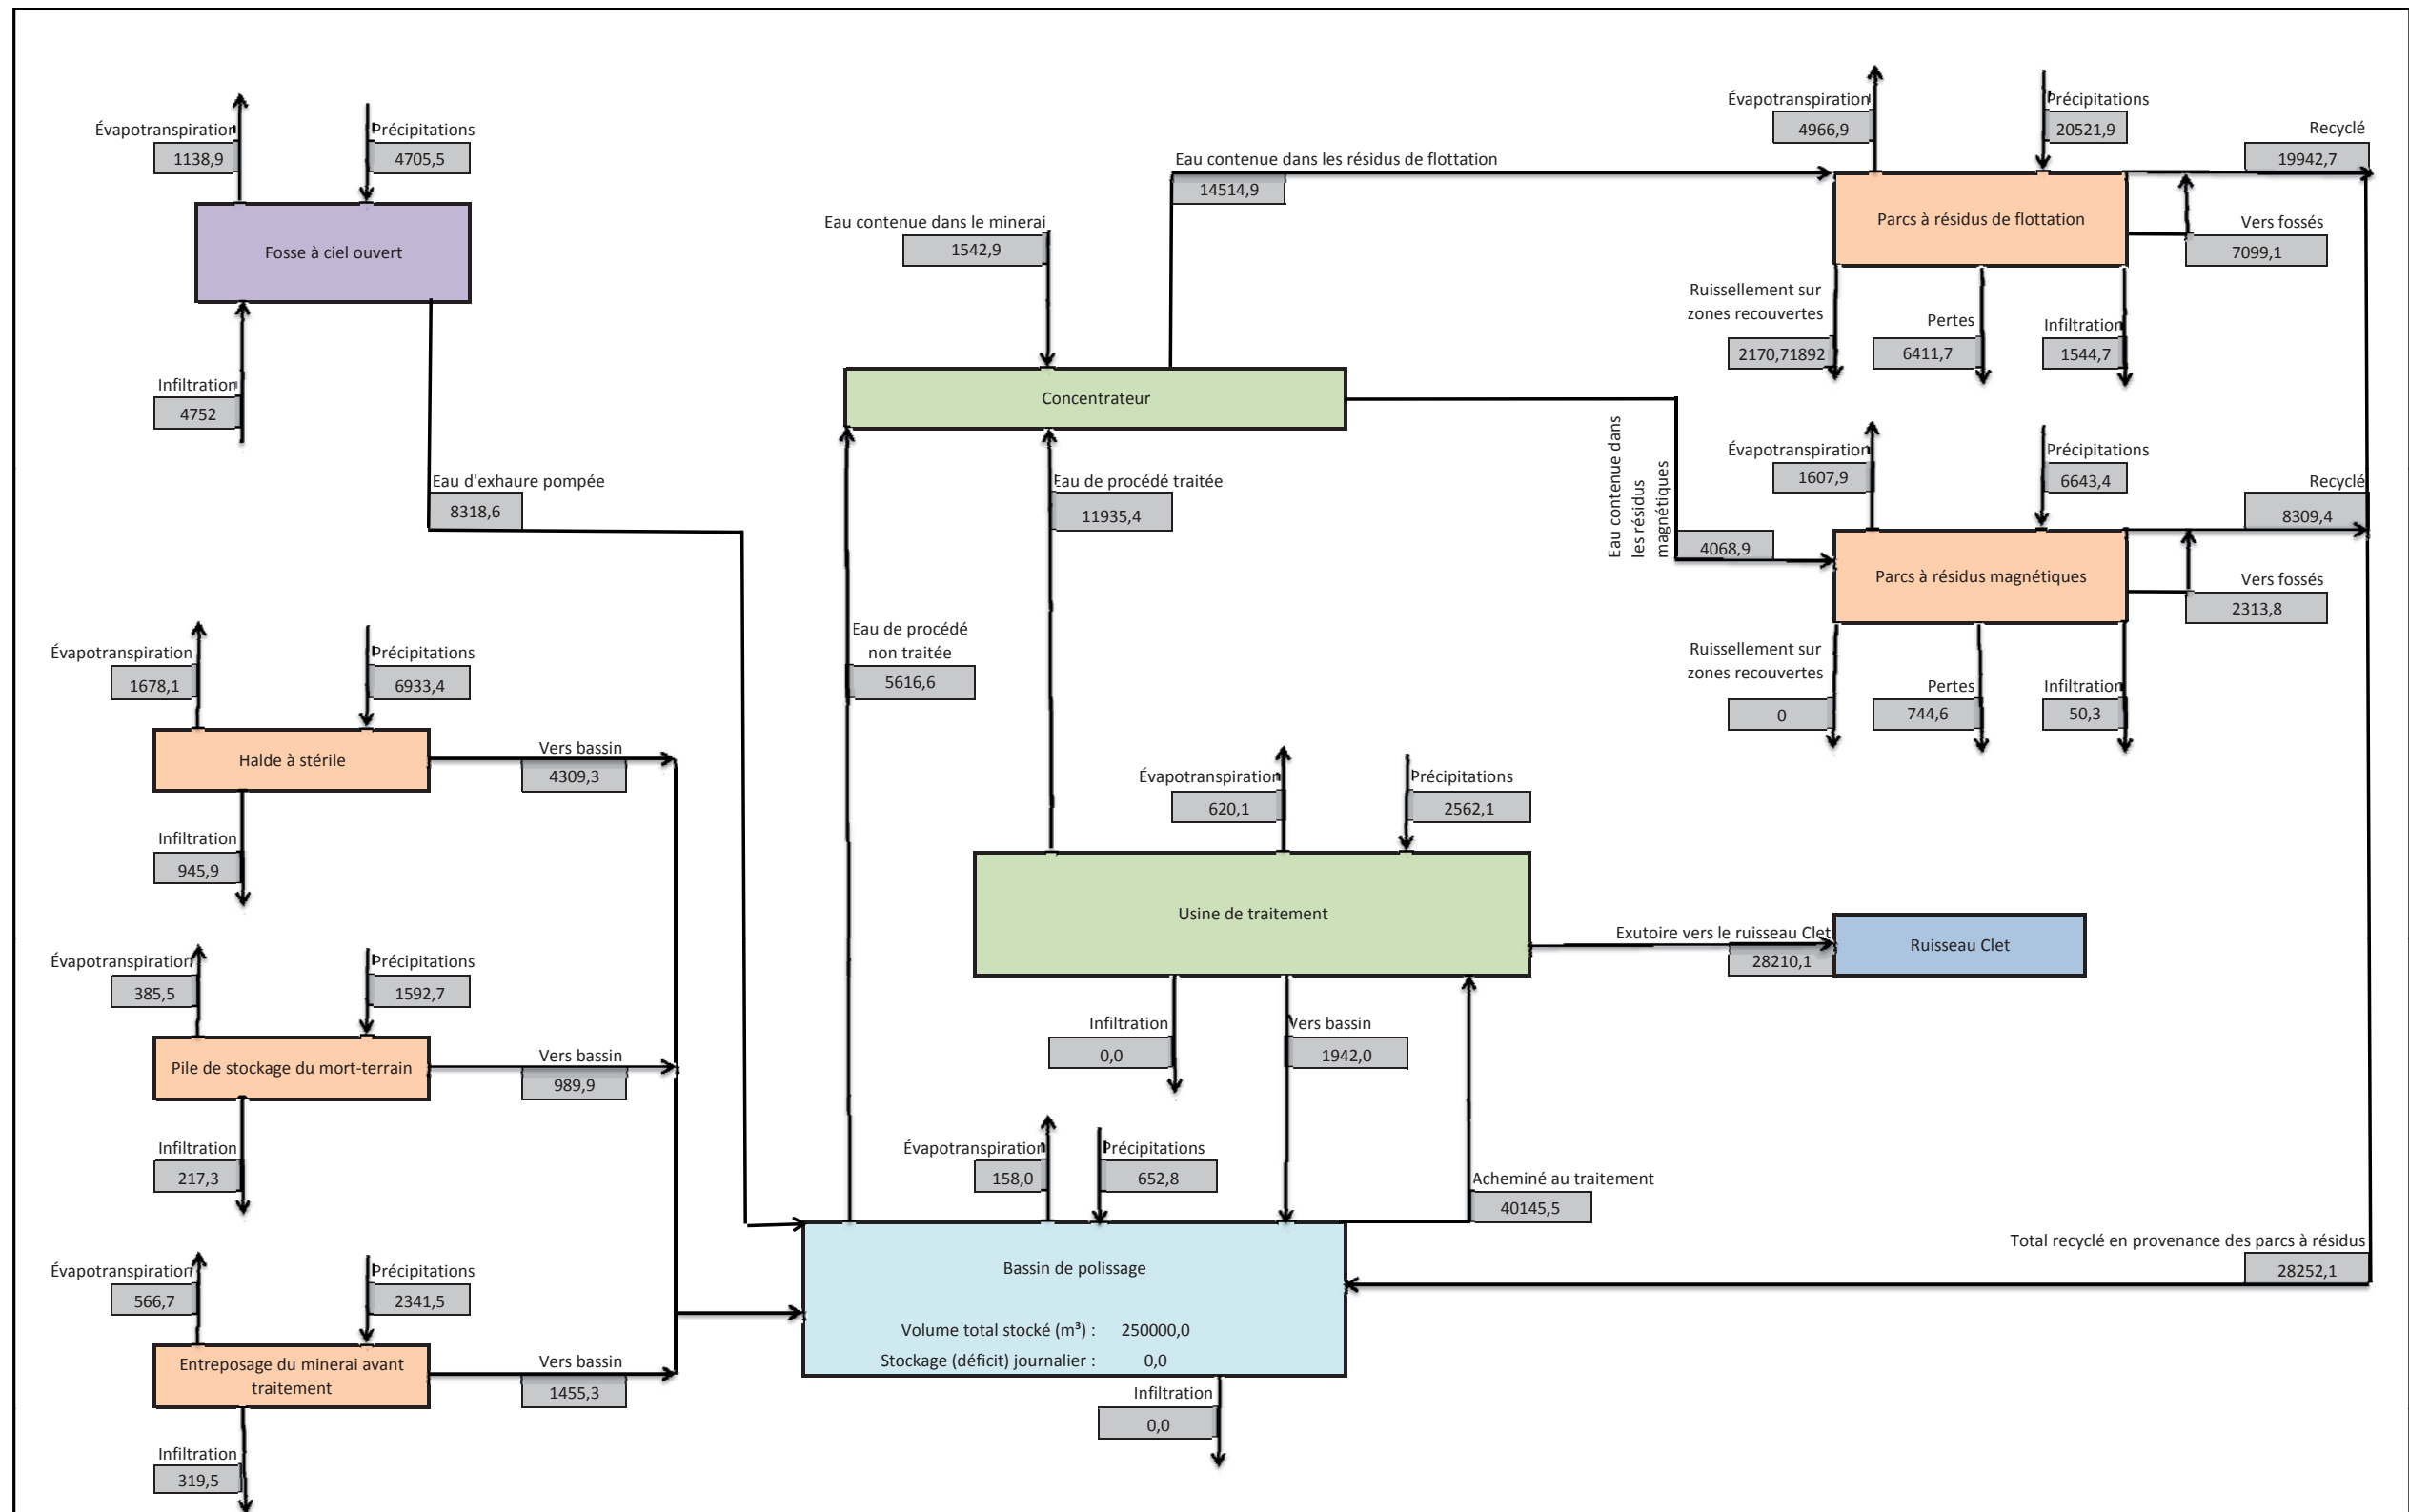 Évapotranspiration
1138,9
Précipitations
4705,5
Fosse à ciel ouvert
Infiltration
4752
Eau d'exhaure pompée
8318,6
Évapotranspiration
1678,1
Précipitations
6933,4
Halde à stérile
Vers bassin
4309,3
Infiltration
945,9
Évapotranspiration
385,5
Précipitations
1592,7
Pile de stockage du mort-terrain
Vers bassin
989,9
Infiltration
217,3
Évapotranspiration
566,7
Précipitations
2341,5
Entreposage du minerai avant
traitement
Vers bassin
1455,3
Infiltration
319,5
Eau contenue dans les résidus de flottation
14514,9
Eau contenue dans le minerai
1542,9
Concentrateur
Eau de procédé traitée
11935,4
Eau de procédé
non traitée
5616,6
Eau contenue dans
les résidus
magnétiques
4068,9
Évapotranspiration
620,1
Précipitations
2562,1
Usine de traitement
Exutoire vers le ruisseau Clet
28210,1
Ruisseau Clet
Infiltration
0,0
Vers bassin
1942,0
Évapotranspiration
158,0
Précipitations
652,8
Acheminé au traitement
40145,5
Bassin de polissage
Volume total stocké (m³) : 250000,0
Stockage (déficit) journalier : 0,0
Infiltration
0,0
Évapotranspiration
4966,9
Précipitations
20521,9
Recyclé
19942,7
Parcs à résidus de flottation
Vers fossés
7099,1
Ruissellement sur
zones recouvertes
2170,71892
Pertes
6411,7
Infiltration
1544,7
Évapotranspiration
1607,9
Précipitations
6643,4
Recyclé
8309,4
Parcs à résidus magnétiques
Vers fossés
2313,8
Ruissellement sur
zones recouvertes
0
Pertes
744,6
Infiltration
50,3
Total recyclé en provenance des parcs à résidus
28252,1